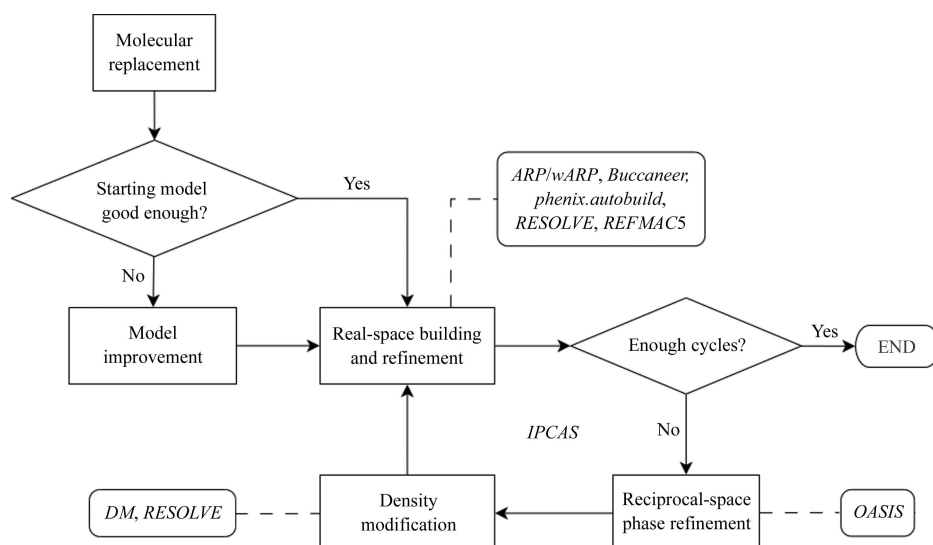 Molecular
replacement
Starting model
good enough?
Yes
No
ARP/wARP, Buccaneer,
phenix.autobuild,
RESOLVE, REFMAC5
Model
improvement
Real-space building
and refinement
Enough cycles?
Yes
END
IPCAS
No
DM, RESOLVE
Density
modification
Reciprocal-space
phase refinement
OASIS